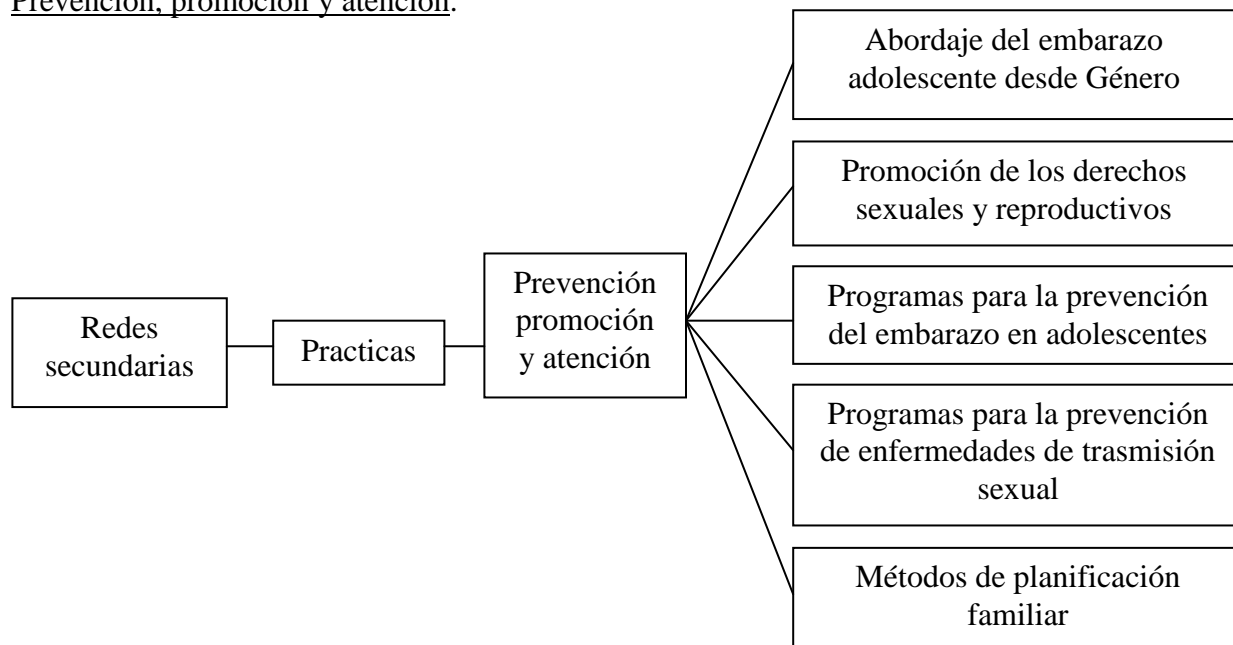 Prevención, promoción y atención.
Redes
secundarias
Practicas
Prevención
promoción
y atención
Abordaje del embarazo
adolescente desde Género
Promoción de los derechos
sexuales y reproductivos
Programas para la prevención
del embarazo en adolescentes
Programas para la prevención
de enfermedades de trasmisión
sexual
Métodos de planificación
familiar